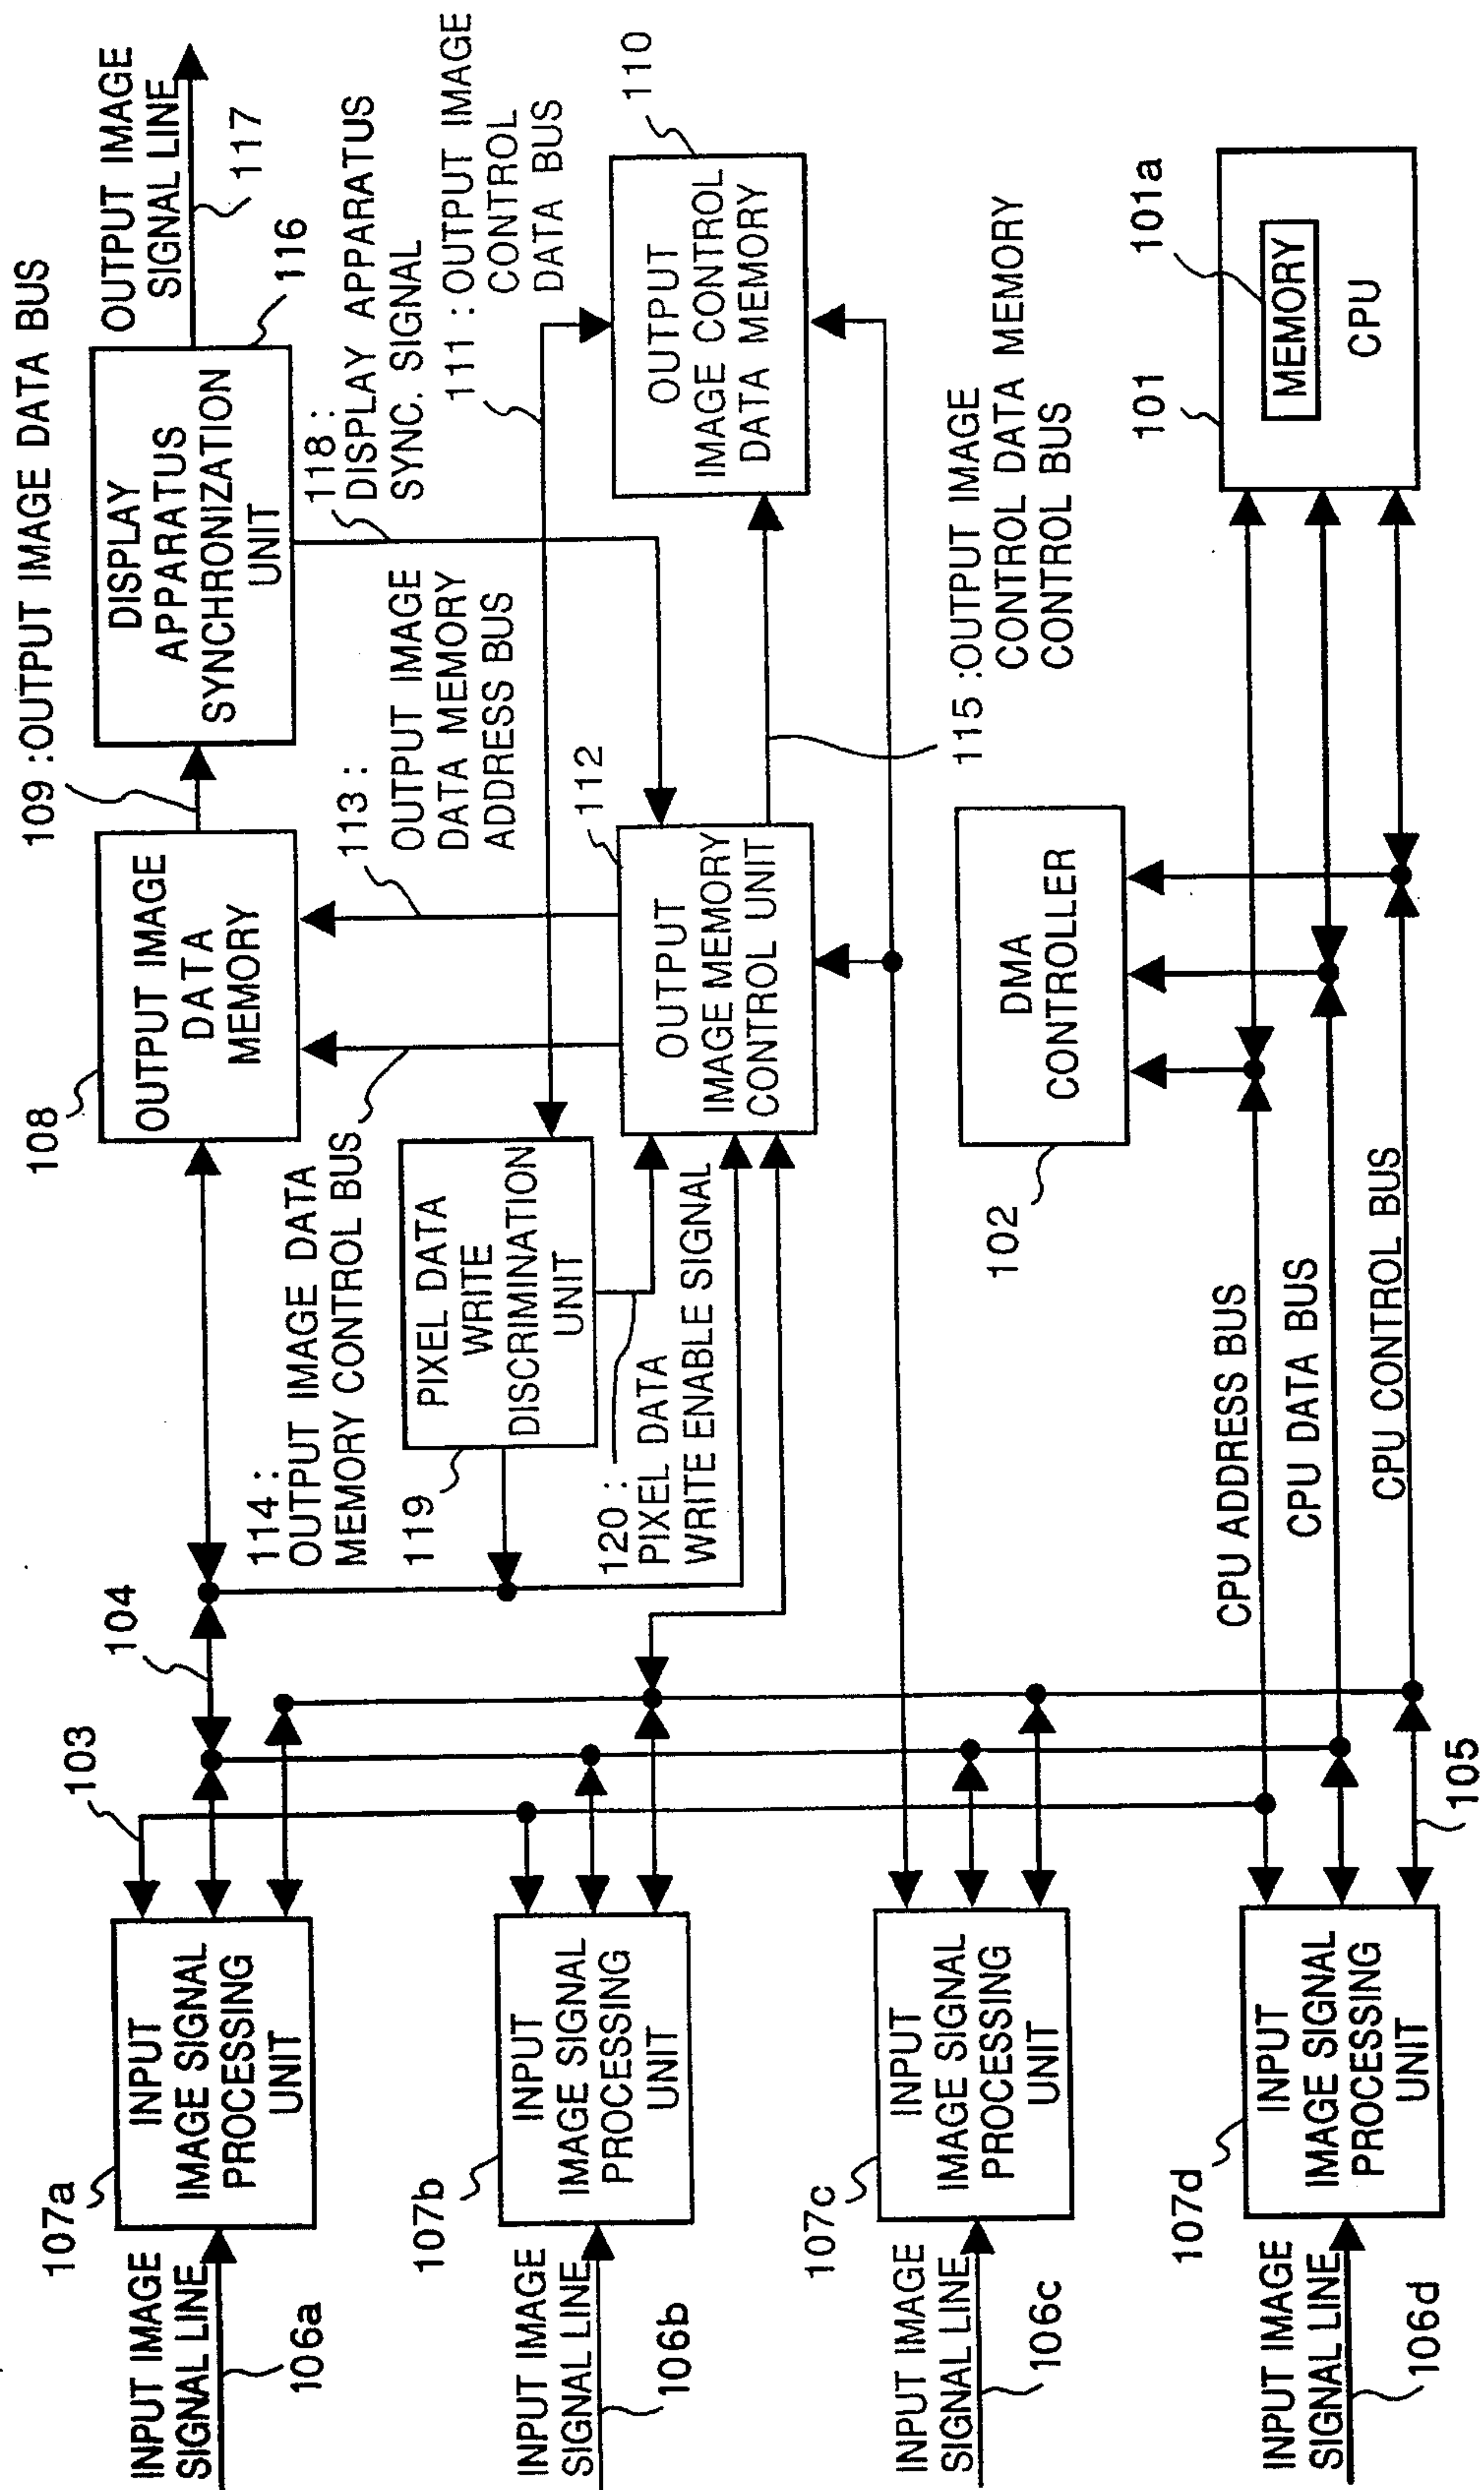 INPUT IMAGE
SIGNAL LINE
106a
107a
INPUT
IMAGE SIGNAL
PROCESSING
UNIT
103
104
INPUT IMAGE
SIGNAL LINE
106b
107b
INPUT
IMAGE SIGNAL
PROCESSING
UNIT
INPUT IMAGE
SIGNAL LINE
106c
107c
INPUT
IMAGE SIGNAL
PROCESSING
UNIT
INPUT IMAGE
SIGNAL LINE
106d
107d
INPUT
IMAGE SIGNAL
PROCESSING
UNIT
105
108
OUTPUT IMAGE
DATA
MEMORY
109 : OUTPUT IMAGE DATA BUS
DISPLAY
APPARATUS
SYNCHRONIZATION
UNIT
116
OUTPUT IMAGE
SIGNAL LINE
117
114 :
OUTPUT IMAGE DATA
MEMORY CONTROL BUS
113 :
OUTPUT IMAGE
DATA MEMORY
ADDRESS BUS
118 :
DISPLAY APPARATUS
SYNC. SIGNAL
111 : OUTPUT IMAGE
CONTROL
DATA BUS
119
PIXEL DATA
WRITE
DISCRIMINATION
UNIT
120 :
PIXEL DATA
WRITE ENABLE SIGNAL
112
OUTPUT
IMAGE MEMORY
CONTROL UNIT
110
OUTPUT
IMAGE CONTROL
DATA MEMORY
115 : OUTPUT IMAGE
CONTROL DATA MEMORY
CONTROL BUS
102
DMA
CONTROLLER
101
101a
MEMORY
CPU
CPU ADDRESS BUS
CPU DATA BUS
CPU CONTROL BUS